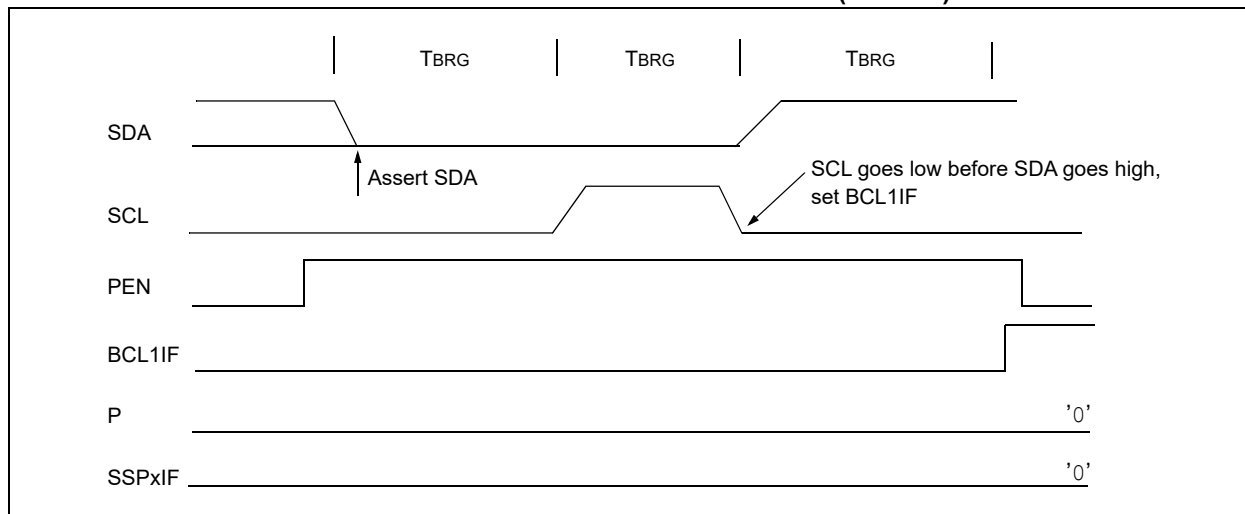 TBRG TBRG TBRG
SDA
Assert SDA
SCL goes low before SDA goes high,
set BCL1IF
SCL
PEN
BCL1IF
P '0'
SSPxIF '0'